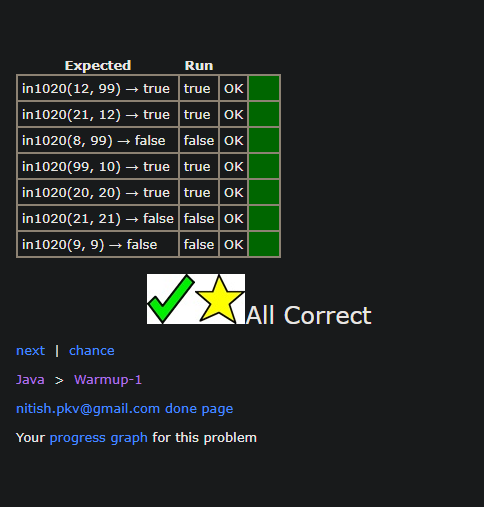 Expected Run
in1020(12, 99) → true true OK
in1020(21, 12) → true true OK
in1020(8, 99) → false false OK
in1020(99, 10) → true true OK
in1020(20, 20) → true true OK
in1020(21, 21) → false false OK
in1020(9, 9) → false false OK
All Correct
next | chance
Java > Warmup-1
nitish.pkv@gmail.com done page
Your progress graph for this problem